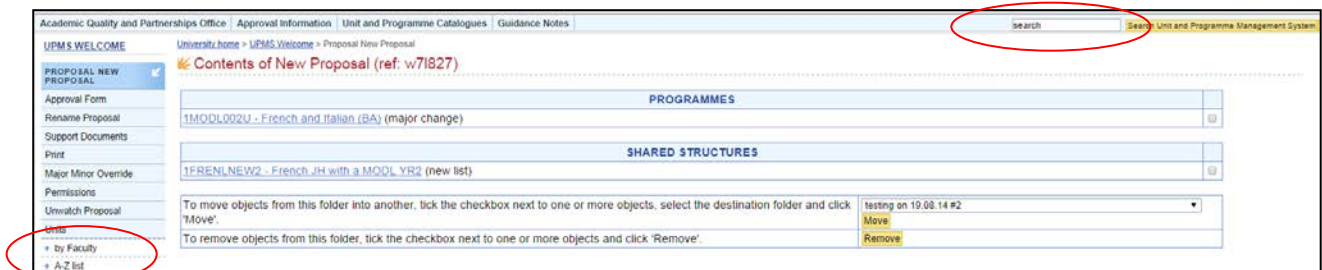 Academic Quality and Partnerships Office Approval Information Unit and Programme Catalogues Guidance Notes search Search Unit and Programme Management System
UPMS WELCOME
University home > UPMS Welcome > Proposal New Proposal
Contents of New Proposal (ref: w7l827)
PROPOSAL NEW
PROPOSAL
Approval Form
Rename Proposal
Support Documents
Print
Major Minor Override
Permissions
Unwatch Proposal
Units
+ by Faculty
+ A-Z list
PROGRAMMES
1MODL002U - French and Italian (BA) (major change)
SHARED STRUCTURES
1FRENLNEW2 - French JH with a MODL YR2 (new list)
To move objects from this folder into another, tick the checkbox next to one or more objects, select the destination folder and click
'Move'.
testing on 19.08.14 #2
Move
To remove objects from this folder, tick the checkbox next to one or more objects and click 'Remove'.
Remove